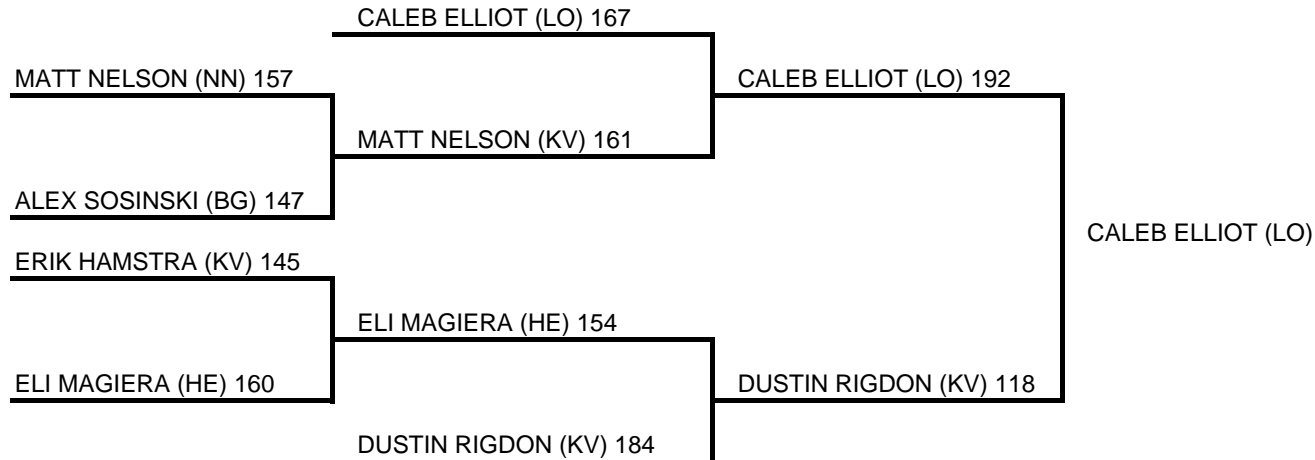 CALEB ELLIOT (LO) 167
MATT NELSON (NN) 157
CALEB ELLIOT (LO) 192
MATT NELSON (KV) 161
ALEX SOSINSKI (BG) 147
CALEB ELLIOT (LO)
ERIK HAMSTRA (KV) 145
ELI MAGIERA (HE) 154
ELI MAGIERA (HE) 160
DUSTIN RIGDON (KV) 118
DUSTIN RIGDON (KV) 184